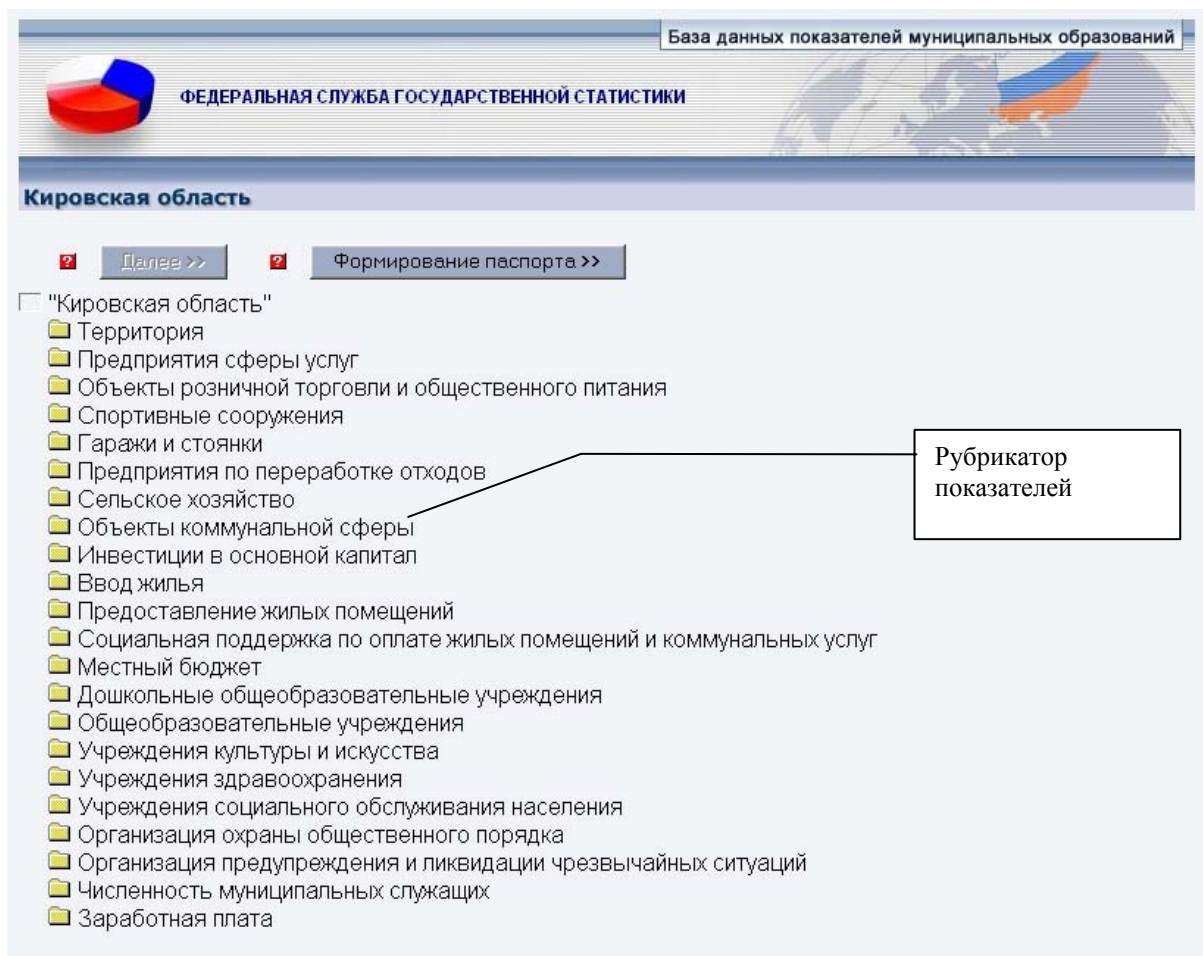 База данных показателей муниципальных образований
ФЕДЕРАЛЬНАЯ СЛУЖБА ГОСУДАРСТВЕННОЙ СТАТИСТИКИ
Кировская область
? Далее >> ? Формирование паспорта >>
"Кировская область"
Территория
Предприятия сферы услуг
Объекты розничной торговли и общественного питания
Спортивные сооружения
Гаражи и стоянки
Предприятия по переработке отходов
Сельское хозяйство
Объекты коммунальной сферы
Инвестиции в основной капитал
Ввод жилья
Предоставление жилых помещений
Социальная поддержка по оплате жилых помещений и коммунальных услуг
Местный бюджет
Дошкольные общеобразовательные учреждения
Общеобразовательные учреждения
Учреждения культуры и искусства
Учреждения здравоохранения
Учреждения социального обслуживания населения
Организация охраны общественного порядка
Организация предупреждения и ликвидации чрезвычайных ситуаций
Численность муниципальных служащих
Заработная плата
Рубрикатор
показателей